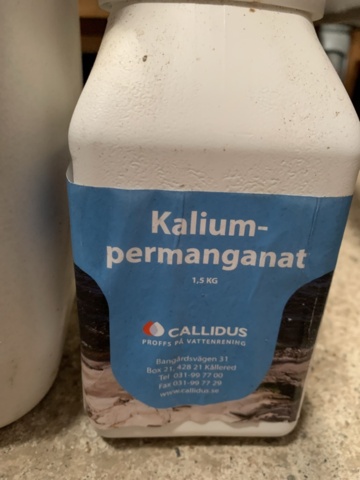 Kalium-
permanganat
1,5 KG
CALLIDUS
PROFFS PÅ VATTENRENING
Bangårdsvägen 31
Box 21, 428 21 Kållered
Tel 031-99 77 00
Fax 031-99 77 29
www.callidus.se